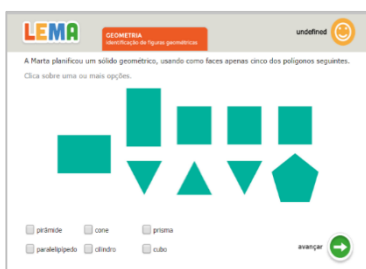 LEMA
GEOMETRIA
identificação de figuras geométricas
undefined
A Marta planificou um sólido geométrico, usando como faces apenas cinco dos polígonos seguintes.
Clica sobre uma ou mais opções.
pirâmide
cone
prisma
paralelipípedo
cilindro
cubo
avançar